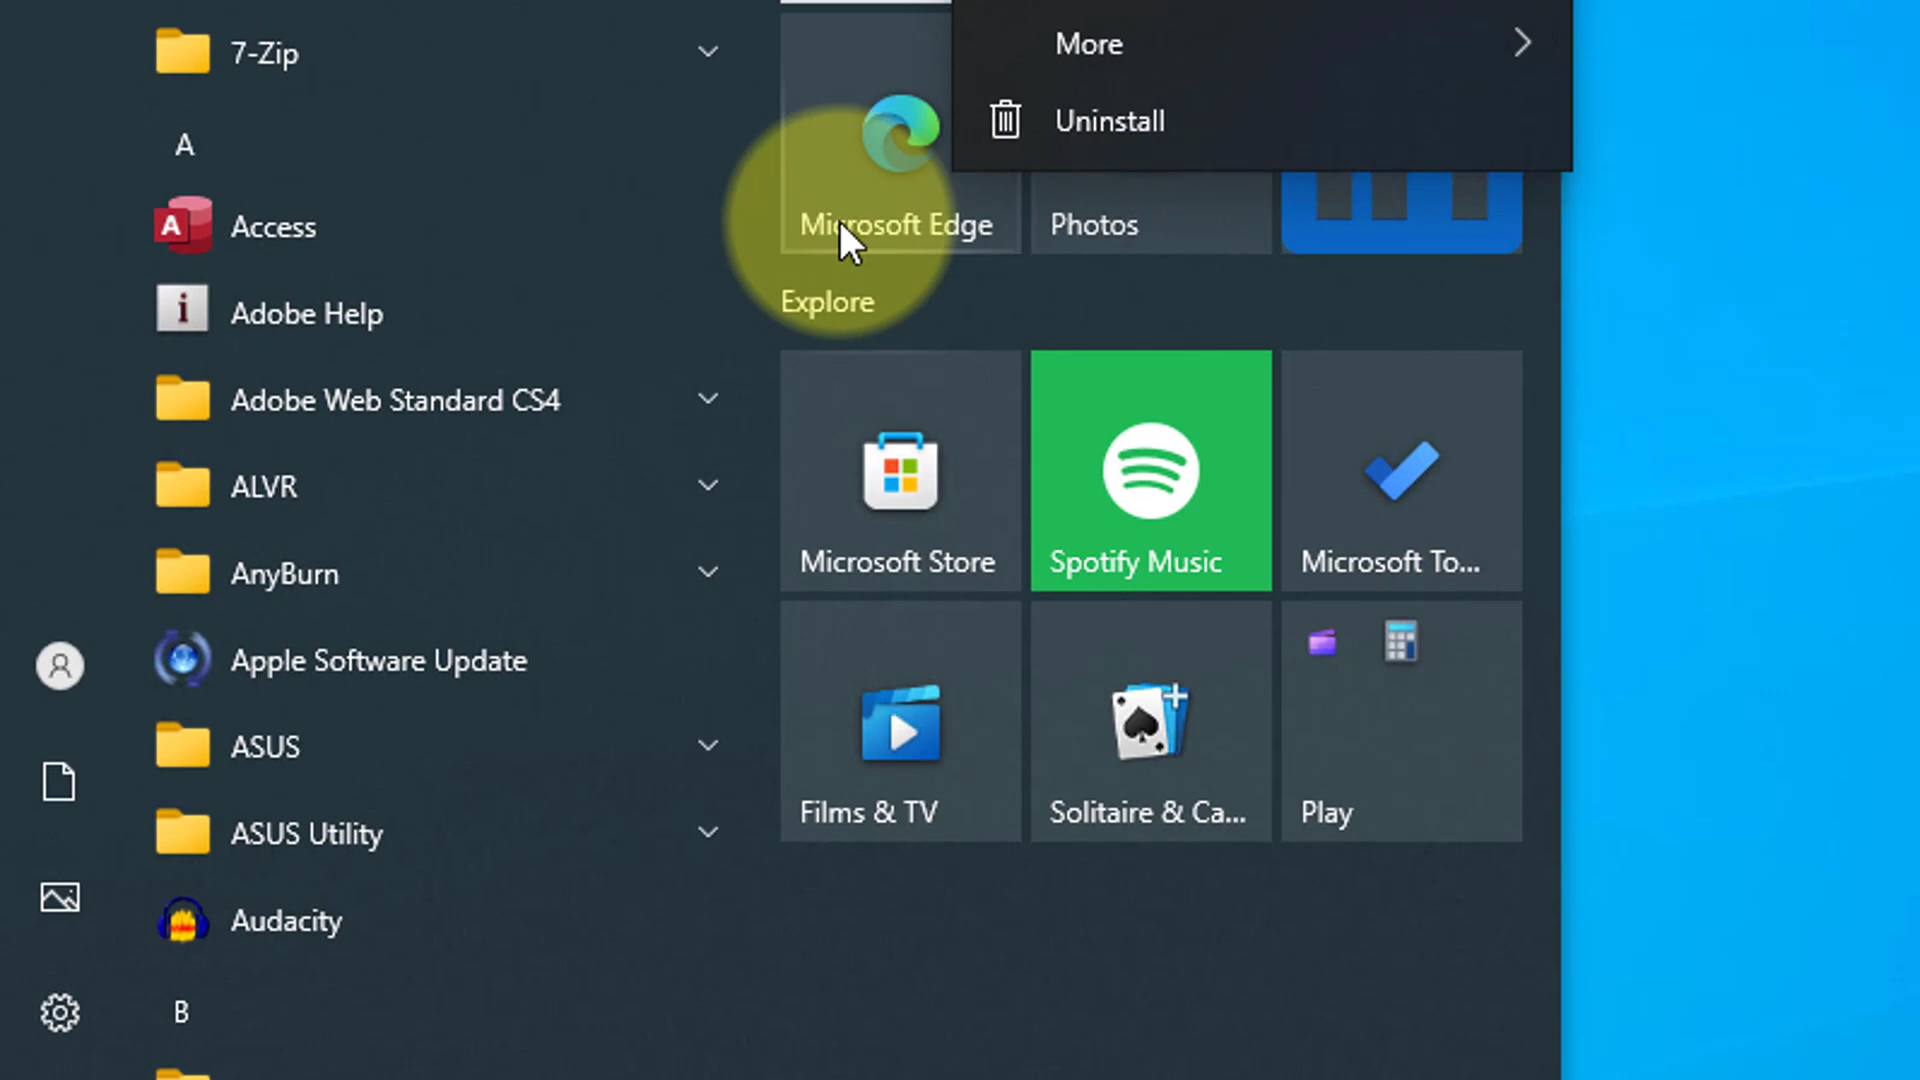 7-Zip
A
Access
Adobe Help
Adobe Web Standard CS4
ALVR
AnyBurn
Apple Software Update
ASUS
ASUS Utility
Audacity
B
More
Uninstall
Microsoft Edge
Photos
Explore
Microsoft Store
Spotify Music
Microsoft To...
Films & TV
Solitaire & Ca...
Play